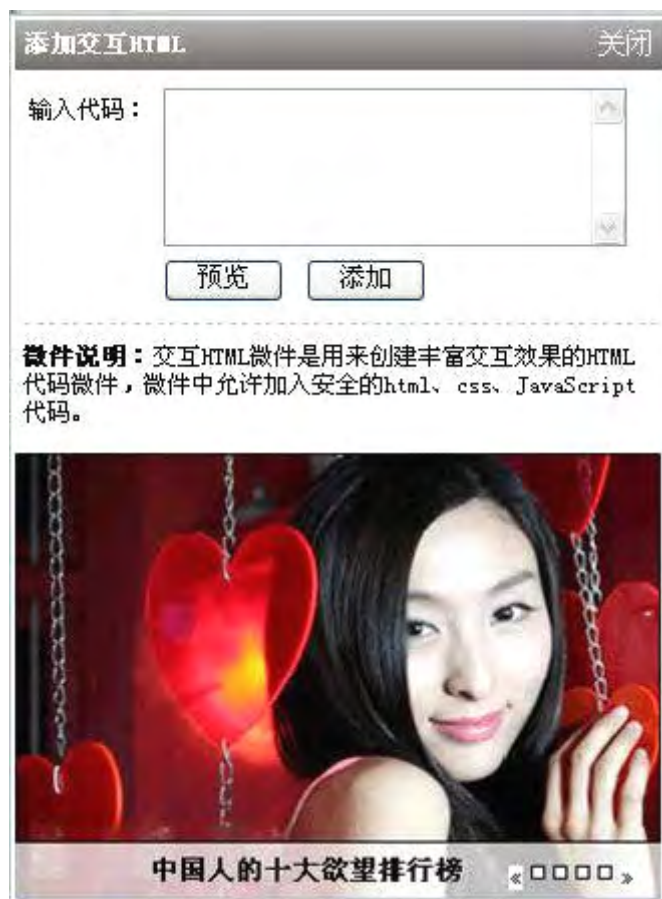 添加交互HTML 关闭
输入代码：
预览 添加
微件说明：交互HTML微件是用来创建丰富交互效果的HTML
代码微件，微件中允许加入安全的html、css、JavaScript
代码。
中国人的十大欲望排行榜 «□□□□»